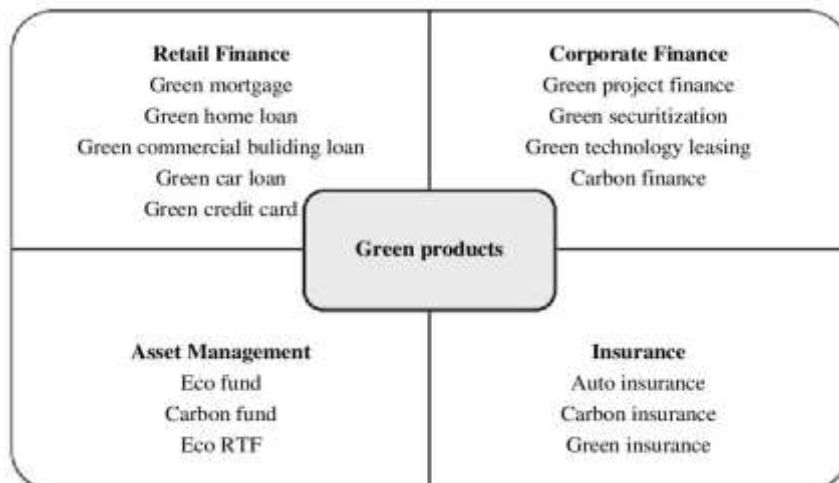 Retail Finance
Green mortgage
Green home loan
Green commercial buliding loan
Green car loan
Green credit card
Corporate Finance
Green project finance
Green securitization
Green technology leasing
Carbon finance
Green products
Asset Management
Eco fund
Carbon fund
Eco RTF
Insurance
Auto insurance
Carbon insurance
Green insurance